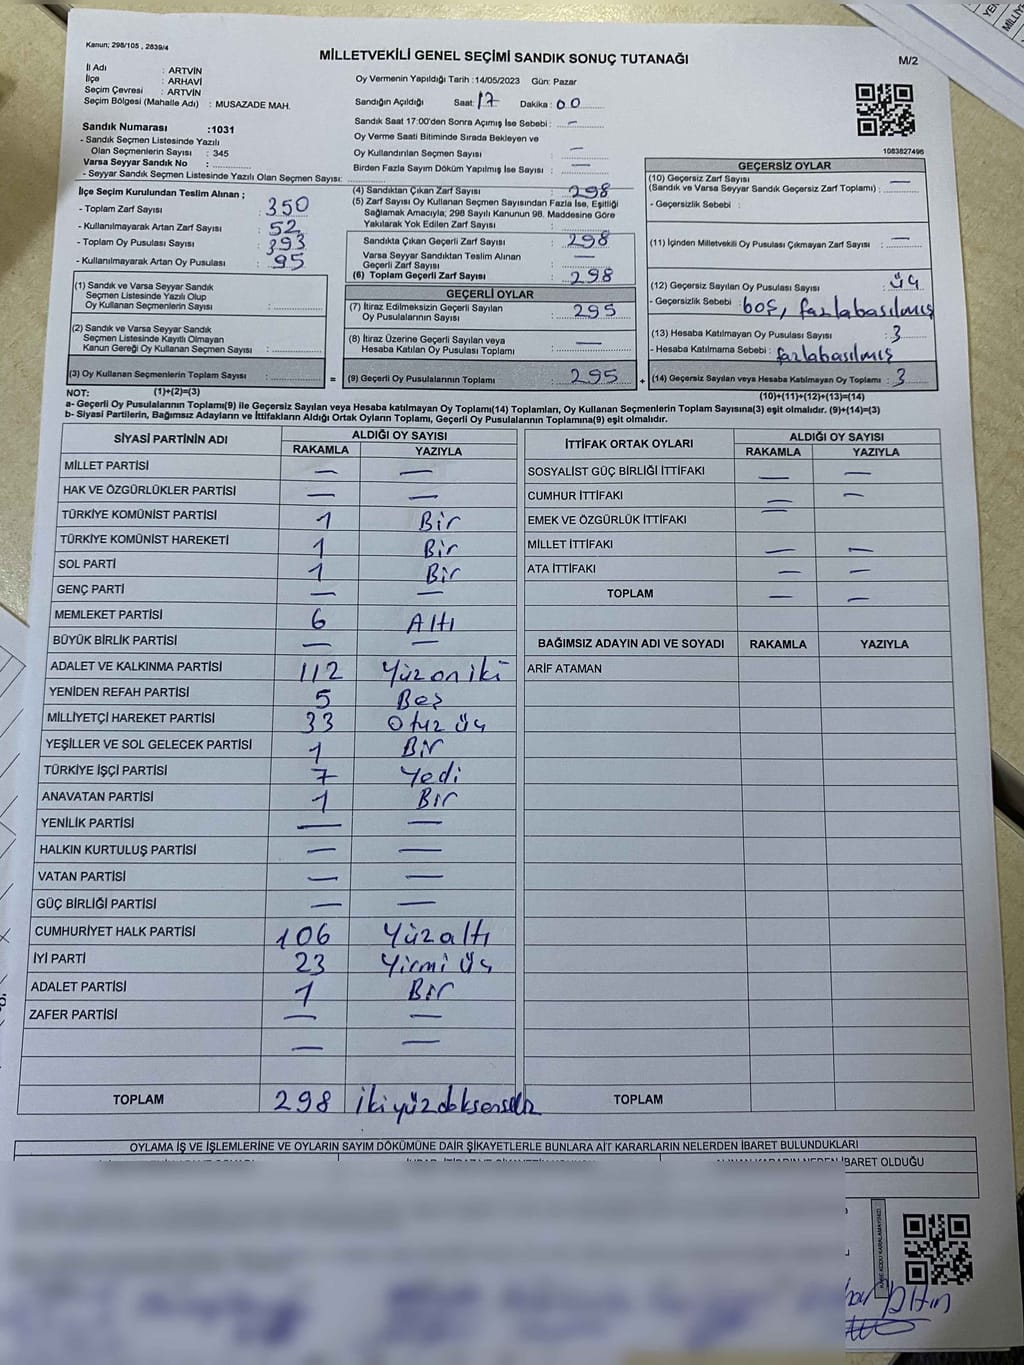 Kanun; 298/105 , 2839/4
MİLLETVEKİLİ GENEL SEÇİMİ SANDIK SONUÇ TUTANAĞI
M/2
İl Adı : ARTVİN
İlçe : ARHAVİ
Seçim Çevresi : ARTVİN
Seçim Bölgesi (Mahalle Adı) : MUSAZADE MAH.
Sandık Numarası :1031
- Sandık Seçmen Listesinde Yazılı
Olan Seçmenlerin Sayısı : 345
Varsa Seyyar Sandık No :
- Seyyar Sandık Seçmen Listesinde Yazılı Olan Seçmen Sayısı:
Oy Vermenin Yapıldığı Tarih :14/05/2023 Gün: Pazar
Sandığın Açıldığı Saat: 17 Dakika: 00
Sandık Saat 17:00'den Sonra Açımış İse Sebebi : —
Oy Verme Saati Bitiminde Sırada Bekleyen ve
Oy Kullandırılan Seçmen Sayısı —
Birden Fazla Sayım Döküm Yapılmış İse Sayısı : —
1083827496
İlçe Seçim Kurulundan Teslim Alınan ;
- Toplam Zarf Sayısı : 350
- Kullanılmayarak Artan Zarf Sayısı : 52
- Toplam Oy Pusulası Sayısı : 393
- Kullanılmayarak Artan Oy Pusulası : 95
(1) Sandık ve Varsa Seyyar Sandık
Seçmen Listesinde Yazılı Olup
Oy Kullanan Seçmenlerin Sayısı :
(2) Sandık ve Varsa Seyyar Sandık
Seçmen Listesinde Kayıtlı Olmayan
Kanun Gereği Oy Kullanan Seçmen Sayısı :
(3) Oy Kullanan Seçmenlerin Toplam Sayısı :
(4) Sandıktan Çıkan Zarf Sayısı : 298
(5) Zarf Sayısı Oy Kullanan Seçmen Sayısından Fazla İse, Eşitliği
Sağlamak Amacıyla; 298 Sayılı Kanunun 98. Maddesine Göre
Yakılarak Yok Edilen Zarf Sayısı :
Sandıkta Çıkan Geçerli Zarf Sayısı : 298
Varsa Seyyar Sandıktan Teslim Alınan
Geçerli Zarf Sayısı : —
(6) Toplam Geçerli Zarf Sayısı : 298
GEÇERLİ OYLAR
(7) İtiraz Edilmeksizin Geçerli Sayılan
Oy Pusulalarının Sayısı : 295
(8) İtiraz Üzerine Geçerli Sayılan veya
Hesaba Katılan Oy Pusulası Toplamı : —
= (9) Geçerli Oy Pusulalarının Toplamı : 295
GEÇERSİZ OYLAR
(10) Geçersiz Zarf Sayısı
(Sandık ve Varsa Seyyar Sandık Geçersiz Zarf Toplamı) : —
- Geçersizlik Sebebi :
(11) İçinden Milletvekili Oy Pusulası Çıkmayan Zarf Sayısı : —
(12) Geçersiz Sayılan Oy Pusulası Sayısı : üç
- Geçersizlik Sebebi : boş, fazlabasılmış
(13) Hesaba Katılmayan Oy Pusulası Sayısı : 3
- Hesaba Katılmama Sebebi : fazlabasılmış
+ (14) Geçersiz Sayılan veya Hesaba Katılmayan Oy Toplamı : 3
NOT: (1)+(2)=(3)
(10)+(11)+(12)+(13)=(14)
a- Geçerli Oy Pusulalarının Toplamı(9) ile Geçersiz Sayılan veya Hesaba katılmayan Oy Toplamı(14) Toplamları, Oy Kullanan Seçmenlerin Toplam Sayısına(3) eşit olmalıdır. (9)+(14)=(3)
b- Siyasi Partilerin, Bağımsız Adayların ve İttifakların Aldığı Ortak Oyların Toplamı, Geçerli Oy Pusulalarının Toplamına(9) eşit olmalıdır.
SİYASİ PARTİNİN ADI ALDIĞI OY SAYISI
RAKAMLA YAZIYLA
MİLLET PARTİSİ — —
HAK VE ÖZGÜRLÜKLER PARTİSİ — —
TÜRKİYE KOMÜNİST PARTİSİ 1 Bir
TÜRKİYE KOMÜNİST HAREKETİ 1 Bir
SOL PARTİ 1 Bir
GENÇ PARTİ — —
MEMLEKET PARTİSİ 6 Altı
BÜYÜK BİRLİK PARTİSİ — —
ADALET VE KALKINMA PARTİSİ 112 Yüzoniki
YENİDEN REFAH PARTİSİ 5 Beş
MİLLİYETÇİ HAREKET PARTİSİ 33 Otuz üç
YEŞİLLER VE SOL GELECEK PARTİSİ 1 Bir
TÜRKİYE İŞÇİ PARTİSİ 7 Yedi
ANAVATAN PARTİSİ 1 Bir
YENİLİK PARTİSİ — —
HALKIN KURTULUŞ PARTİSİ — —
VATAN PARTİSİ — —
GÜÇ BİRLİĞİ PARTİSİ — —
CUMHURİYET HALK PARTİSİ 106 Yüzaltı
İYİ PARTİ 23 Yirmi üç
ADALET PARTİSİ 1 Bir
ZAFER PARTİSİ — —
— —
TOPLAM 298 ikiyüzdoksansekiz
İTTİFAK ORTAK OYLARI ALDIĞI OY SAYISI
RAKAMLA YAZIYLA
SOSYALİST GÜÇ BİRLİĞİ İTTİFAKI — —
CUMHUR İTTİFAKI — —
EMEK VE ÖZGÜRLÜK İTTİFAKI —
MİLLET İTTİFAKI — —
ATA İTTİFAKI — —
TOPLAM — —
BAĞIMSIZ ADAYIN ADI VE SOYADI RAKAMLA YAZIYLA
ARİF ATAMAN
TOPLAM
OYLAMA İŞ VE İŞLEMLERİNE VE OYLARIN SAYIM DÖKÜMÜNE DAİR ŞİKAYETLERLE BUNLARA AİT KARARLARIN NELERDEN İBARET BULUNDUKLARI
İBARET OLDUĞU
Altın